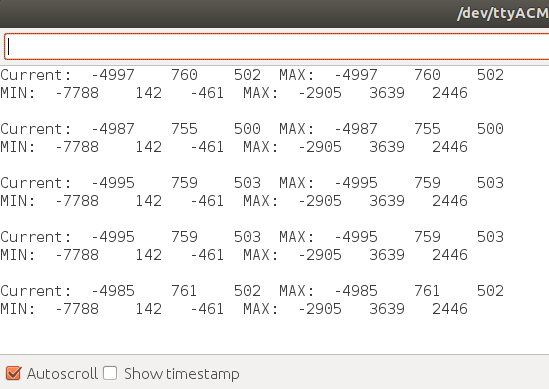 /dev/ttyACM
Current:  -4997    760    502  MAX:  -4997    760    502
MIN:  -7788    142   -461  MAX:  -2905   3639   2446
Current:  -4987    755    500  MAX:  -4987    755    500
MIN:  -7788    142   -461  MAX:  -2905   3639   2446
Current:  -4995    759    503  MAX:  -4995    759    503
MIN:  -7788    142   -461  MAX:  -2905   3639   2446
Current:  -4995    759    503  MAX:  -4995    759    503
MIN:  -7788    142   -461  MAX:  -2905   3639   2446
Current:  -4985    761    502  MAX:  -4985    761    502
MIN:  -7788    142   -461  MAX:  -2905   3639   2446
Autoscroll Show timestamp